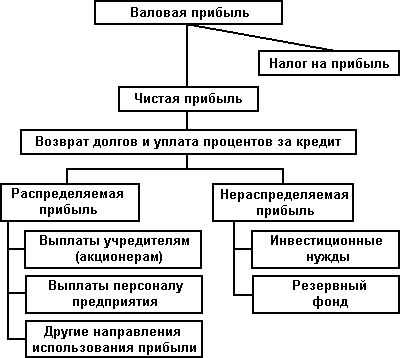 Валовая прибыль
Налог на прибыль
Чистая прибыль
Возврат долгов и уплата процентов за кредит
Распределяемая
прибыль
Нераспределяемая
прибыль
Выплаты учредителям
(акционерам)
Инвестиционные
нужды
Выплаты персоналу
предприятия
Резервный
фонд
Другие направления
использования прибыли